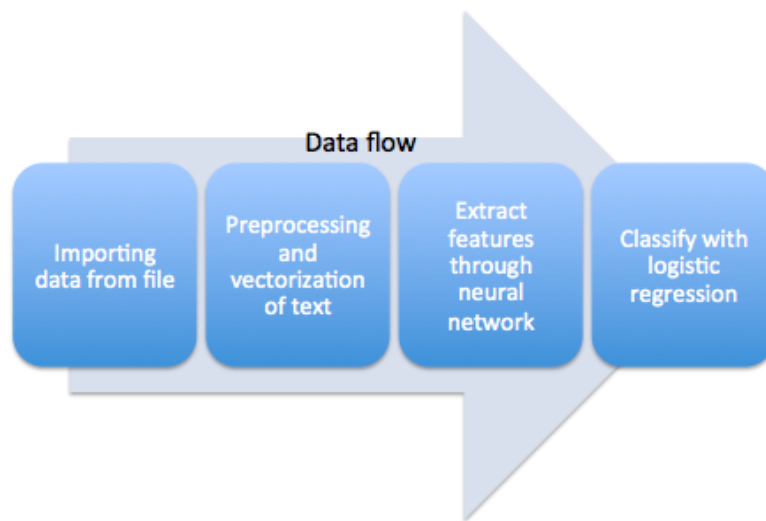 Data flow
Importing
data from file
Preprocessing
and
vectorization
of text
Extract
features
through
neural
network
Classify with
logistic
regression